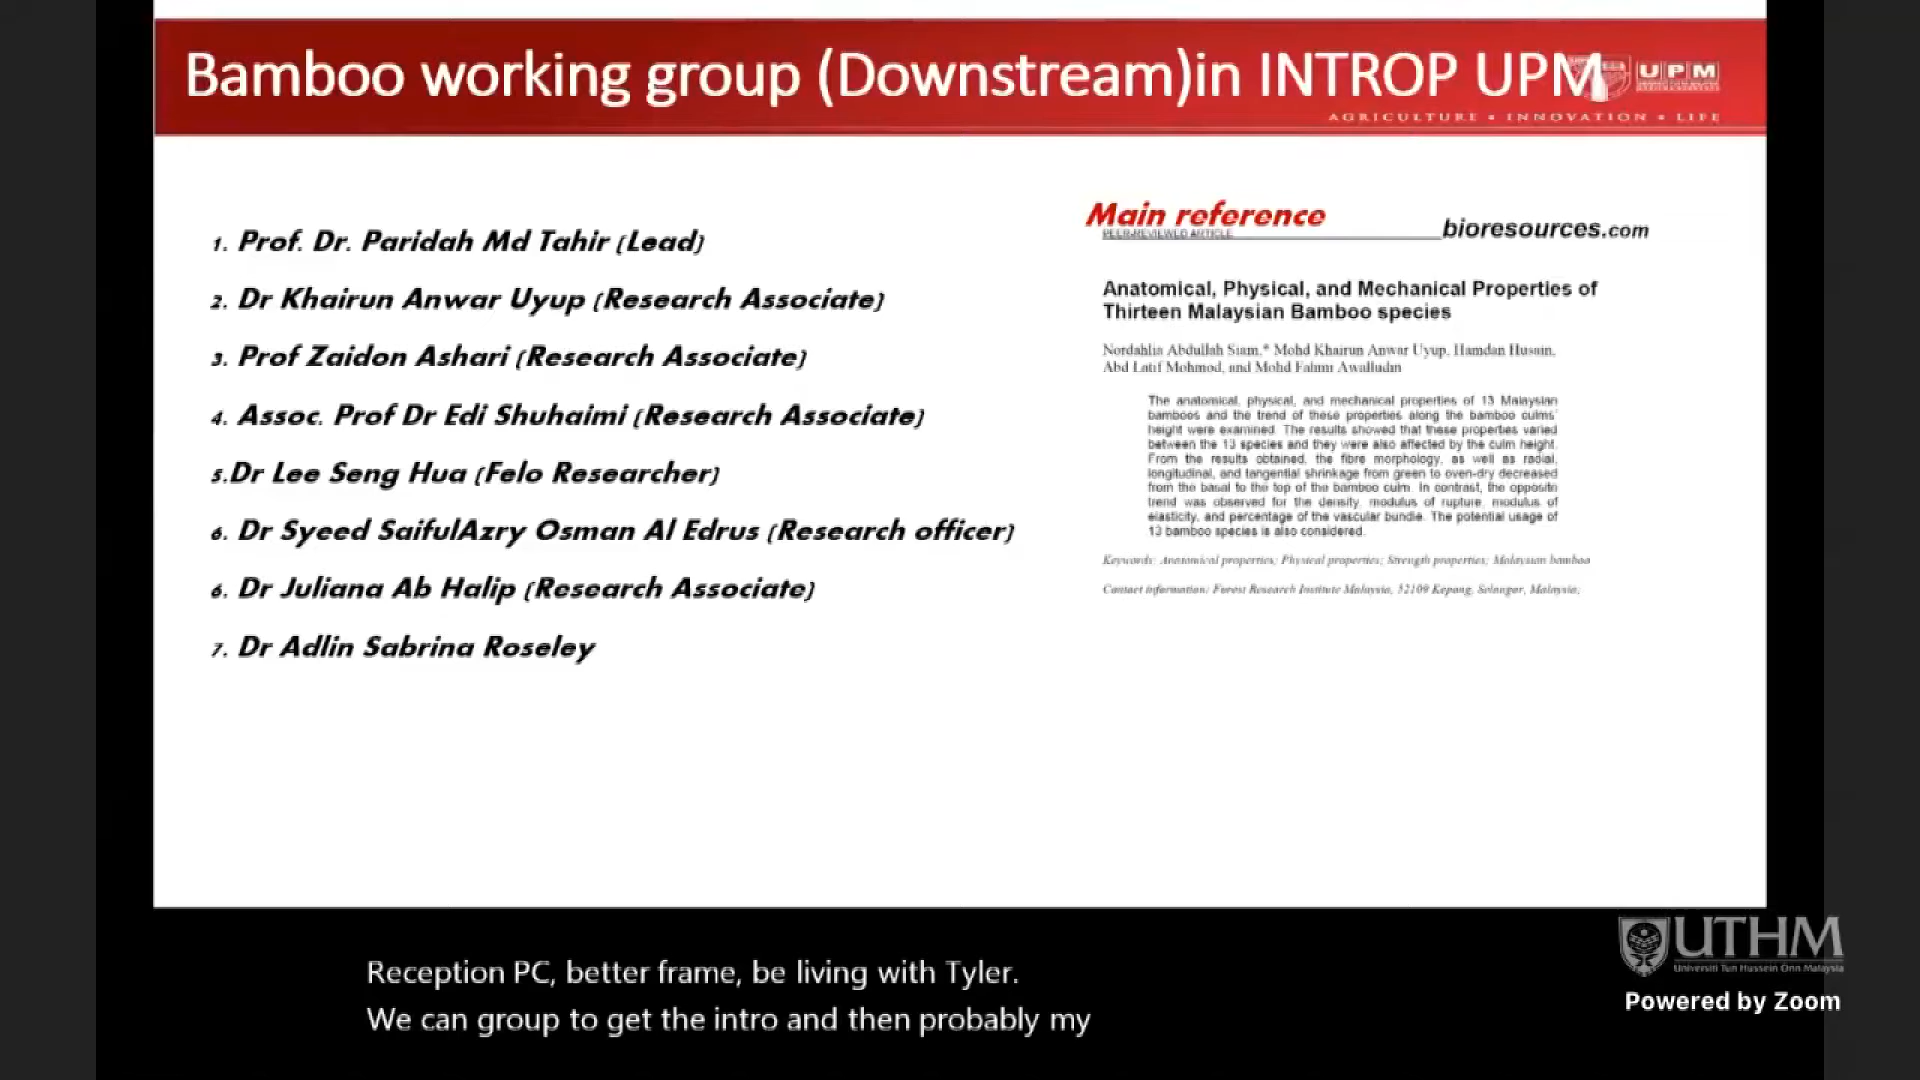 Bamboo working group (Downstream)in INTROP UPM
UPM
AGRICULTURE • INNOVATION • LIFE
1. Prof. Dr. Paridah Md Tahir (Lead)
2. Dr Khairun Anwar Uyup (Research Associate)
3. Prof Zaidon Ashari (Research Associate)
4. Assoc. Prof Dr Edi Shuhaimi (Research Associate)
5.Dr Lee Seng Hua (Felo Researcher)
6. Dr Syeed SaifulAzry Osman Al Edrus (Research officer)
6. Dr Juliana Ab Halip (Research Associate)
7. Dr Adlin Sabrina Roseley
Main reference
PEER-REVIEWED ARTICLE
bioresources.com
Anatomical, Physical, and Mechanical Properties of
Thirteen Malaysian Bamboo species
Nordahlia Abdullah Siam,* Mohd Khairun Anwar Uyup, Hamdan Husain,
Abd Latif Mohmod, and Mohd Fahmi Awalludin
The anatomical, physical, and mechanical properties of 13 Malaysian
bamboos and the trend of these properties along the bamboo culms'
height were examined. The results showed that these properties varied
between the 13 species and they were also affected by the culm height.
From the results obtained, the fibre morphology, as well as radial,
longitudinal, and tangential shrinkage from green to oven-dry decreased
from the basal to the top of the bamboo culm. In contrast, the opposite
trend was observed for the density, modulus of rupture, modulus of
elasticity, and percentage of the vascular bundle. The potential usage of
13 bamboo species is also considered.
Keywords: Anatomical properties; Physical properties; Strength properties; Malaysian bamboo
Contact information: Forest Research Institute Malaysia, 52109 Kepong, Selangor, Malaysia;
Reception PC, better frame, be living with Tyler.
We can group to get the intro and then probably my
UTHM
Universiti Tun Hussein Onn Malaysia
Powered by Zoom